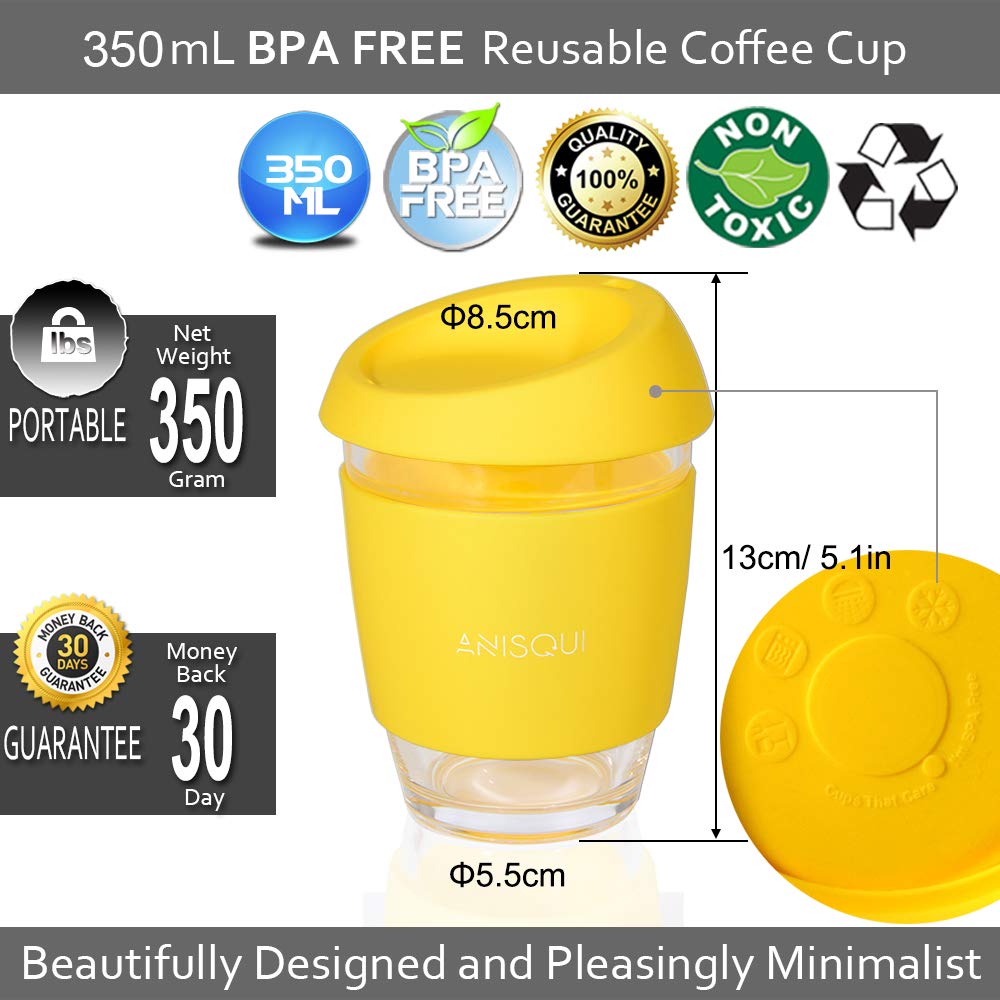 350mL BPA FREE Reusable Coffee Cup
350
ML
BPA
FREE
QUALITY
100%
GUARANTEE
NON
TOXIC
Φ8.5cm
lbs
PORTABLE
Net
Weight
350
Gram
13cm/ 5.1in
ANISQUI
MONEY BACK
30
DAYS
GUARANTEE
GUARANTEE
Money
Back
30
Day
I'm BPA Free
Cups That Care
Φ5.5cm
Beautifully Designed and Pleasingly Minimalist